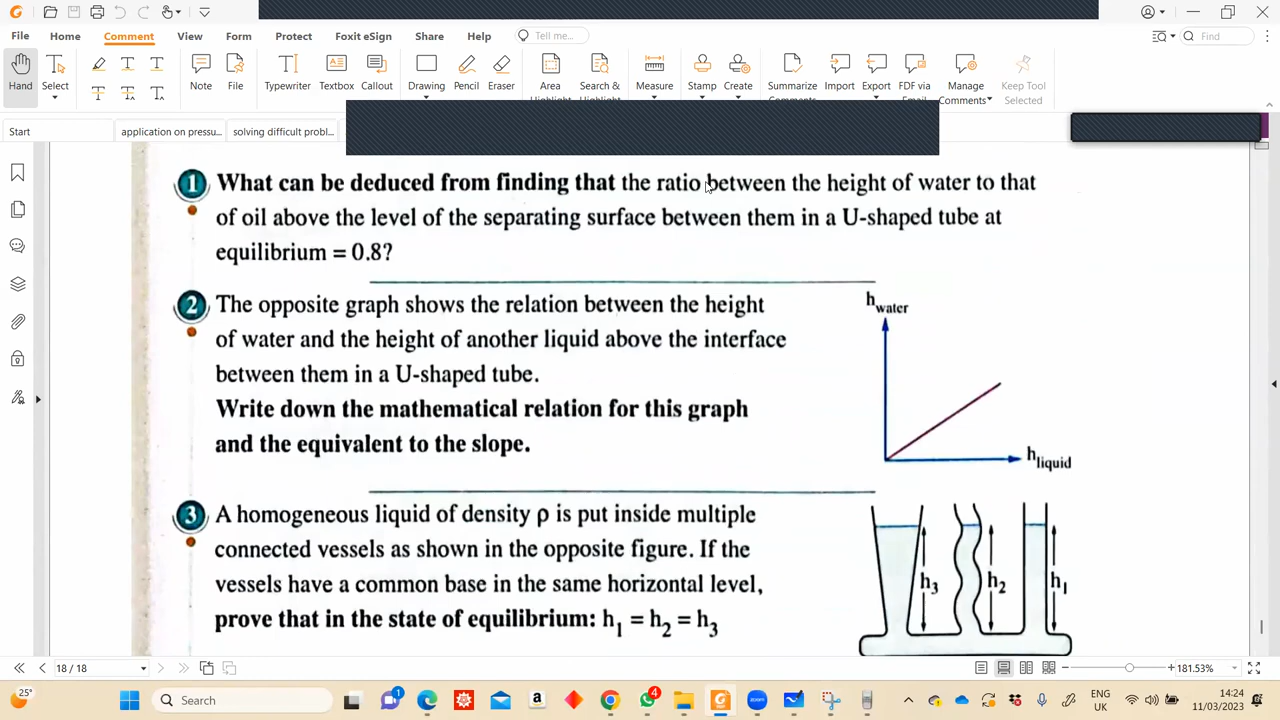 File Home Comment View Form Protect Foxit eSign Share Help Tell me... Find
Hand Select Note File Typewriter Textbox Callout Drawing Pencil Eraser Area Search & Measure Stamp Create Summarize Import Export FDF via Manage Keep Tool
Comments Selected
Start application on pressu... solving difficult probl...
1 What can be deduced from finding that the ratio between the height of water to that
of oil above the level of the separating surface between them in a U-shaped tube at
equilibrium = 0.8?
2 The opposite graph shows the relation between the height
of water and the height of another liquid above the interface
between them in a U-shaped tube.
Write down the mathematical relation for this graph
and the equivalent to the slope.
h water
h liquid
3 A homogeneous liquid of density ρ is put inside multiple
connected vessels as shown in the opposite figure. If the
vessels have a common base in the same horizontal level,
prove that in the state of equilibrium: h₁ = h₂ = h₃
h₃ h₂ h₁
18 / 18 181.53%
25° Search 1 4 ENG 14:24
UK 11/03/2023